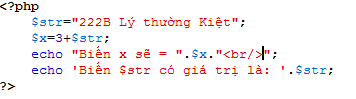 <?php
$str="222B Lý thường Kiệt";
$x=3+$str;
echo "Biến x sẽ = ".$x."<br/>";
echo 'Biến $str có giá trị là: '.$str;
?>